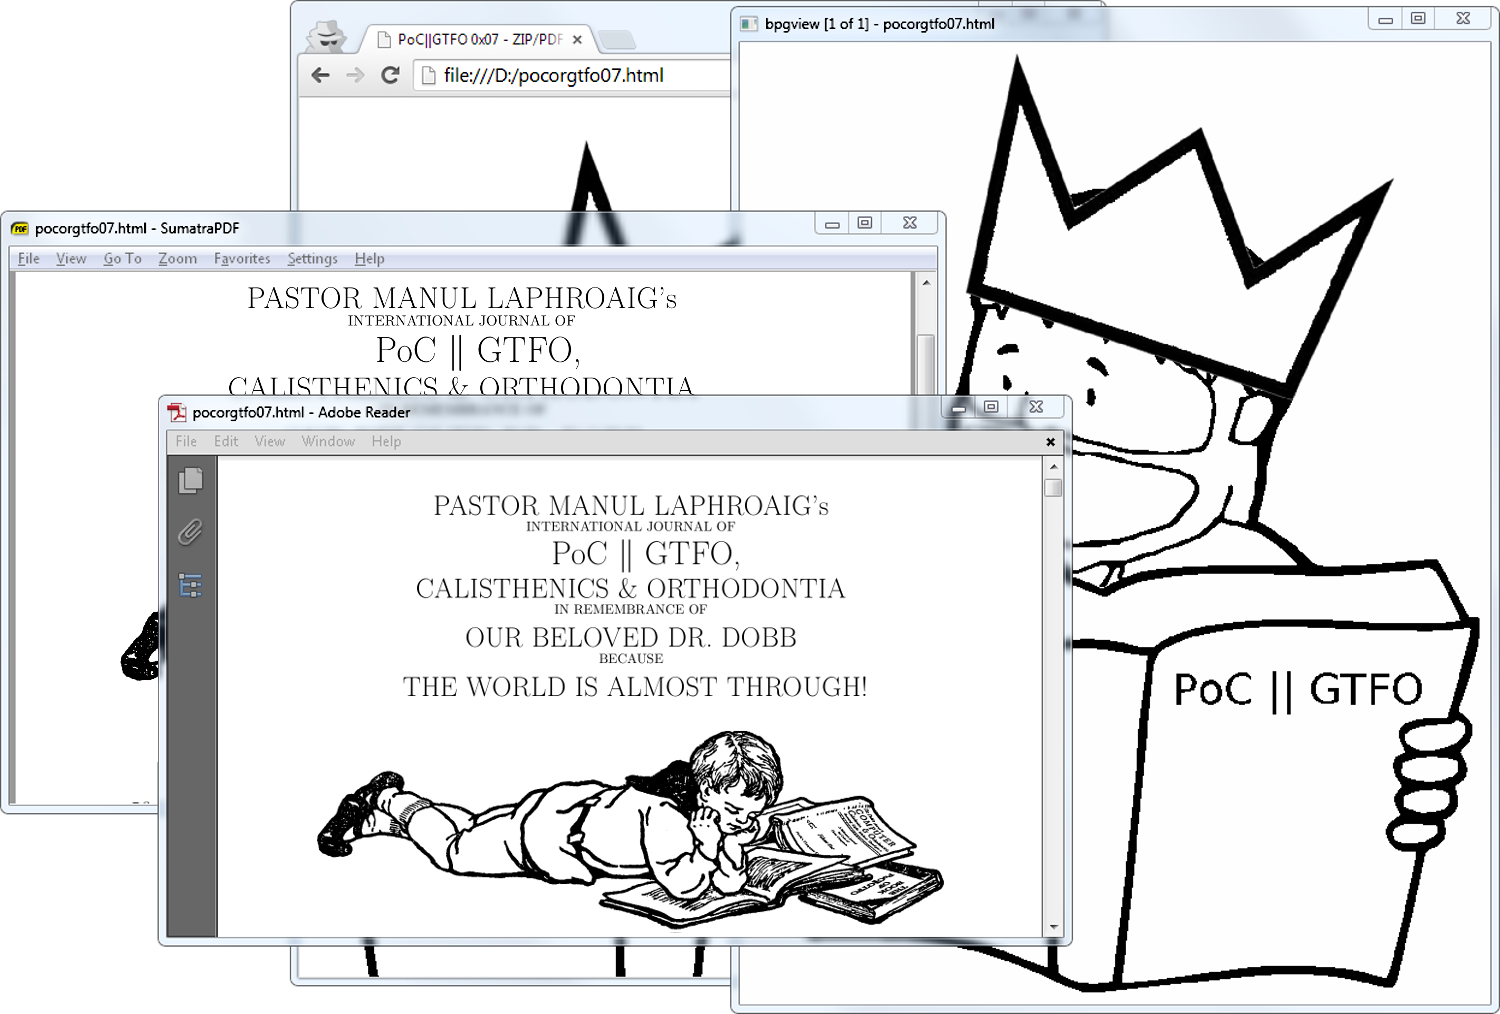 PoC||GTFO 0x07 - ZIP/PDF
file:///D:/pocorgtfo07.html
bpgview [1 of 1] - pocorgtfo07.html
PoC || GTFO
pocorgtfo07.html - SumatraPDF
File View Go To Zoom Favorites Settings Help
PASTOR MANUL LAPHROAIG's
INTERNATIONAL JOURNAL OF
PoC || GTFO,
CALISTHENICS & ORTHODONTIA
pocorgtfo07.html - Adobe Reader
File Edit View Window Help
PASTOR MANUL LAPHROAIG's
INTERNATIONAL JOURNAL OF
PoC || GTFO,
CALISTHENICS & ORTHODONTIA
IN REMEMBRANCE OF
OUR BELOVED DR. DOBB
BECAUSE
THE WORLD IS ALMOST THROUGH!
COMPUTER